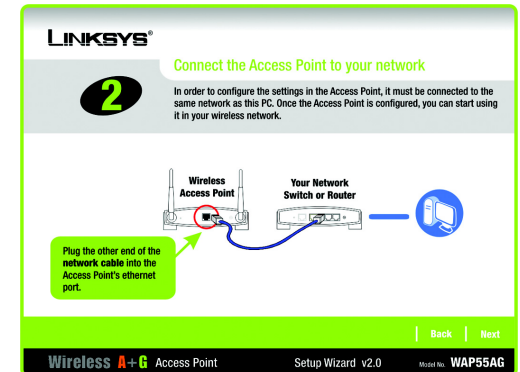 LINKSYS®
Connect the Access Point to your network
2
In order to configure the settings in the Access Point, it must be connected to the
same network as this PC. Once the Access Point is configured, you can start using
it in your wireless network.
Wireless
Access Point
Your Network
Switch or Router
Plug the other end of the
network cable into the
Access Point's ethernet
port.
Back
Next
Wireless A+G Access Point
Setup Wizard v2.0
Model No. WAP55AG